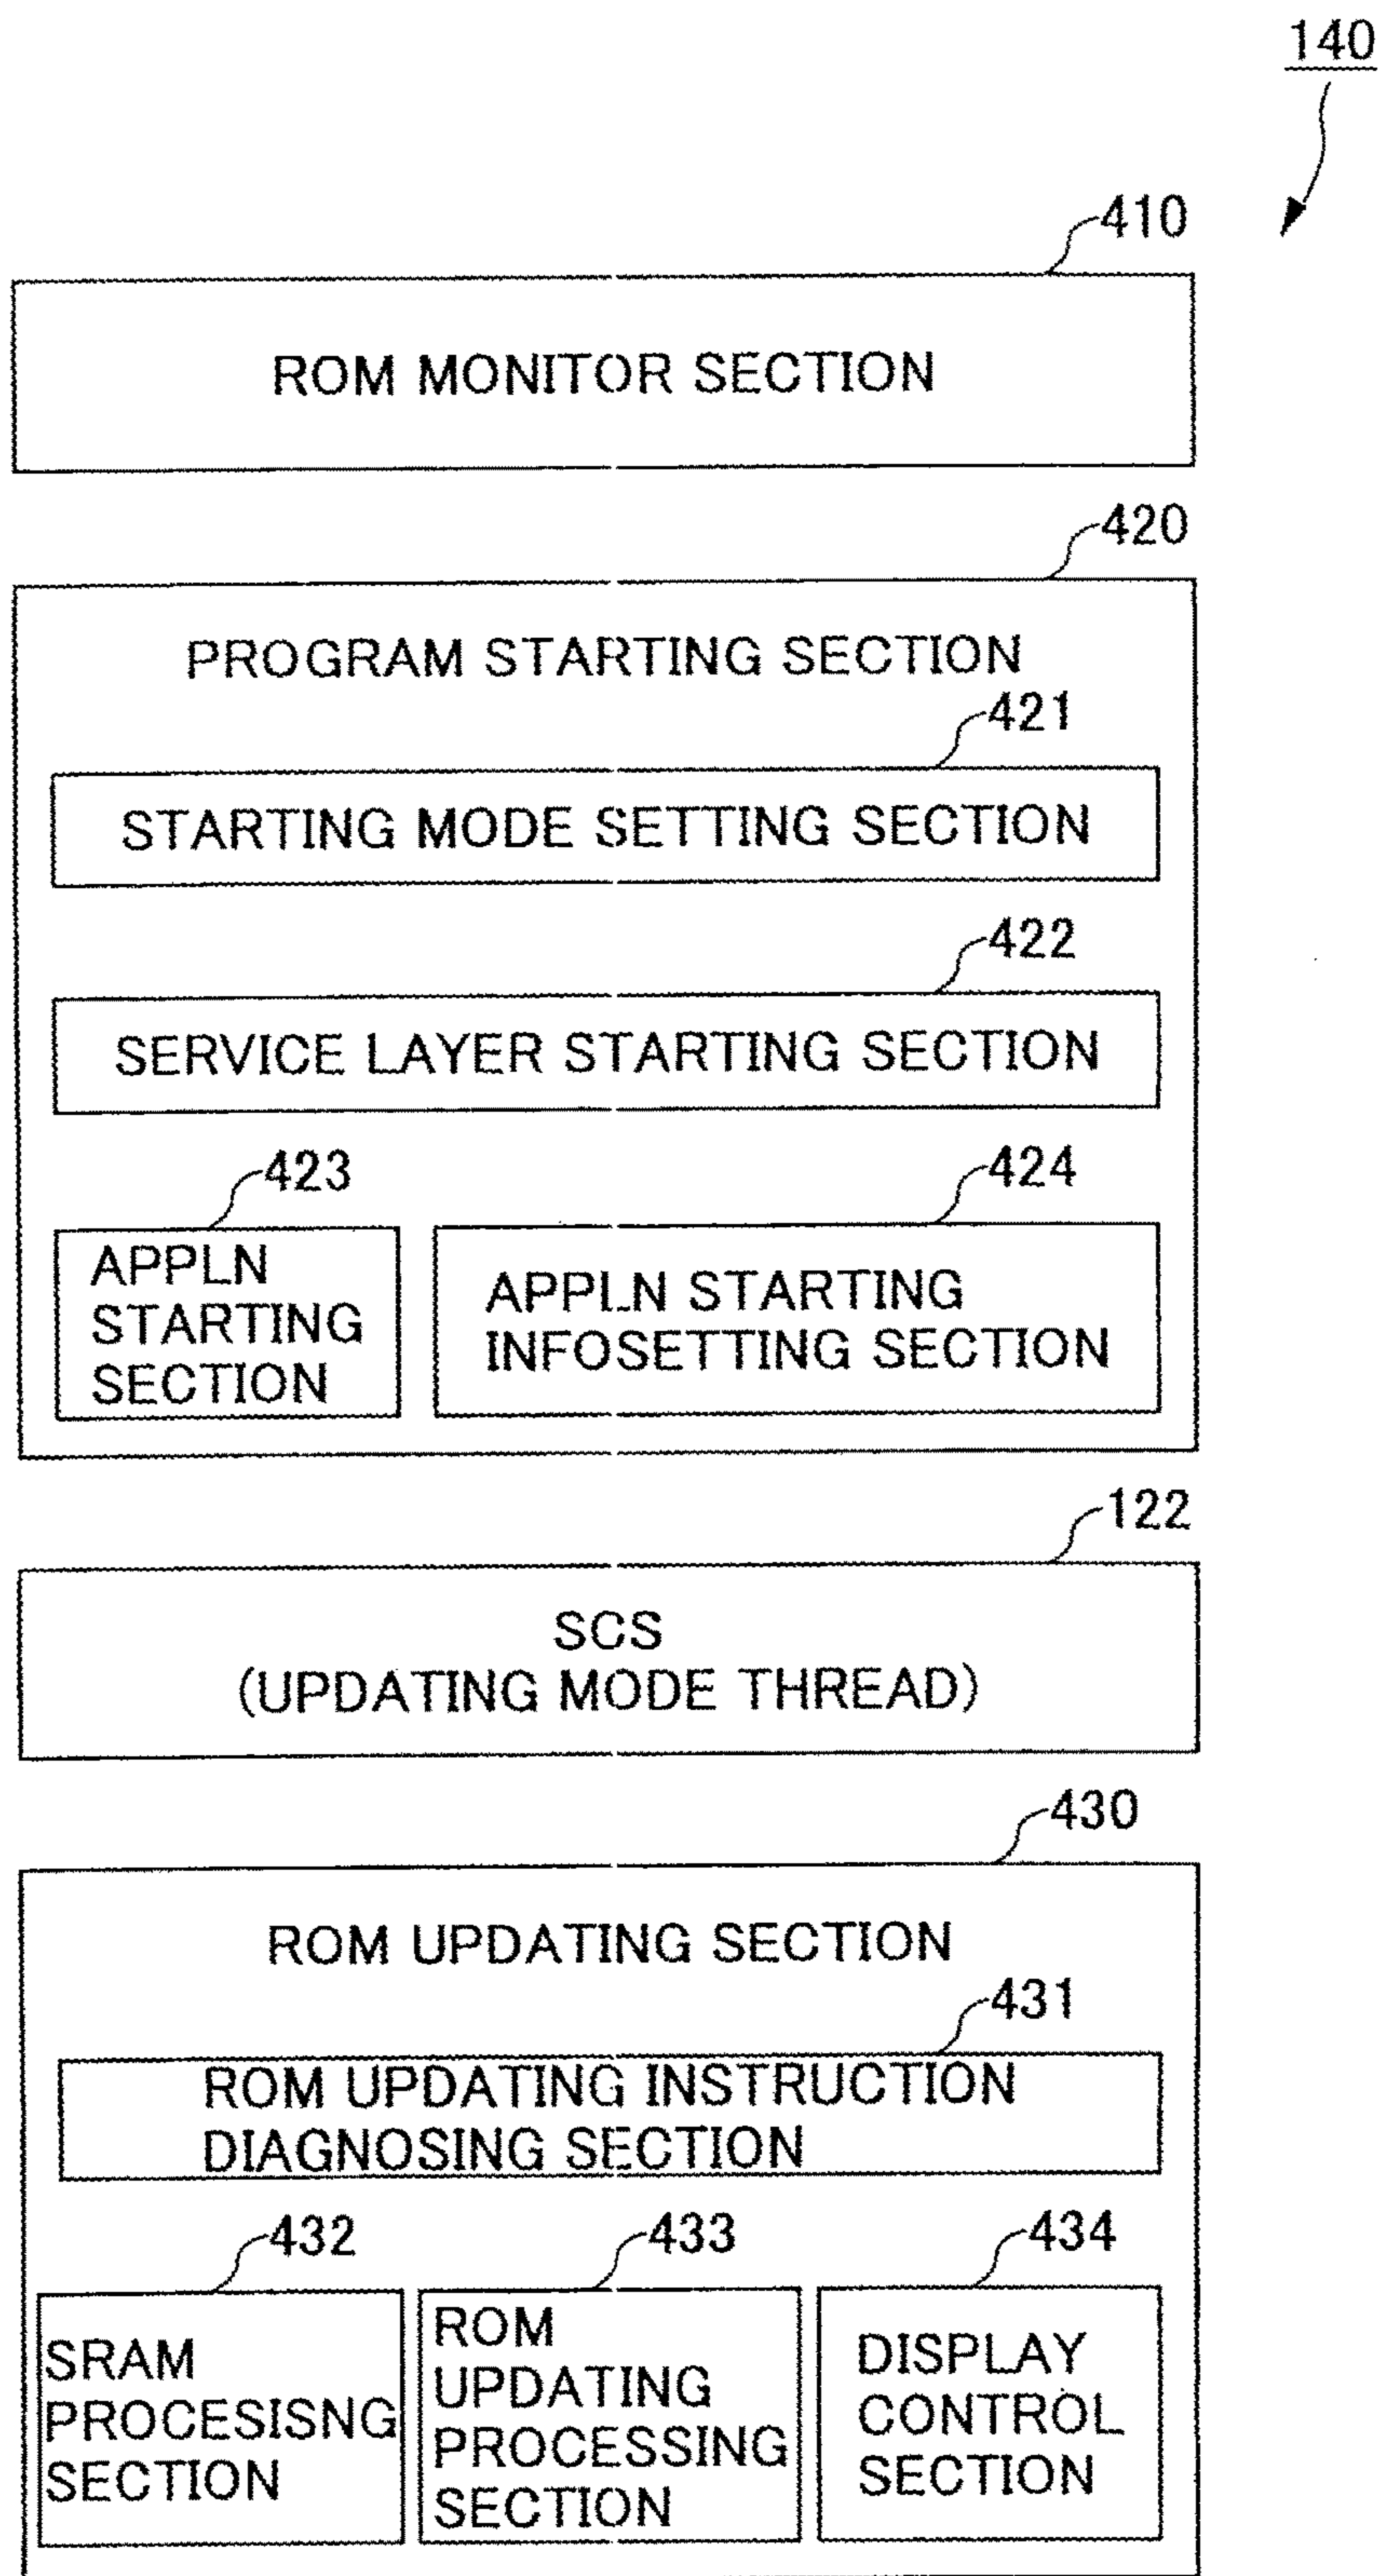 140
410
ROM MONITOR SECTION
420
PROGRAM STARTING SECTION
421
STARTING MODE SETTING SECTION
422
SERVICE LAYER STARTING SECTION
423
APPLN
STARTING
SECTION
424
APPLN STARTING
INFOSETTING SECTION
122
SCS
(UPDATING MODE THREAD)
430
ROM UPDATING SECTION
431
ROM UPDATING INSTRUCTION
DIAGNOSING SECTION
432
SRAM
PROCESISNG
SECTION
433
ROM
UPDATING
PROCESSING
SECTION
434
DISPLAY
CONTROL
SECTION